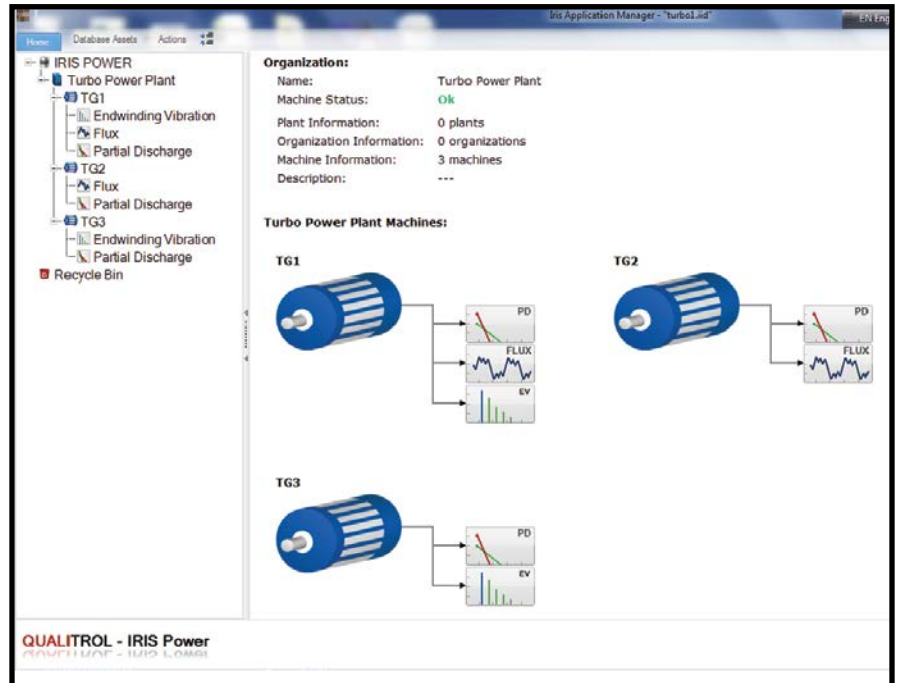 Iris Application Manager - "turbo1.iid"
EN Eng
Home Database Assets Actions
IRIS POWER
Turbo Power Plant
TG1
Endwinding Vibration
Flux
Partial Discharge
TG2
Flux
Partial Discharge
TG3
Endwinding Vibration
Partial Discharge
Recycle Bin
Organization:
Name: Turbo Power Plant
Machine Status: Ok
Plant Information: 0 plants
Organization Information: 0 organizations
Machine Information: 3 machines
Description: ---
Turbo Power Plant Machines:
TG1
PD
FLUX
EV
TG2
PD
FLUX
TG3
PD
EV
QUALITROL - IRIS Power